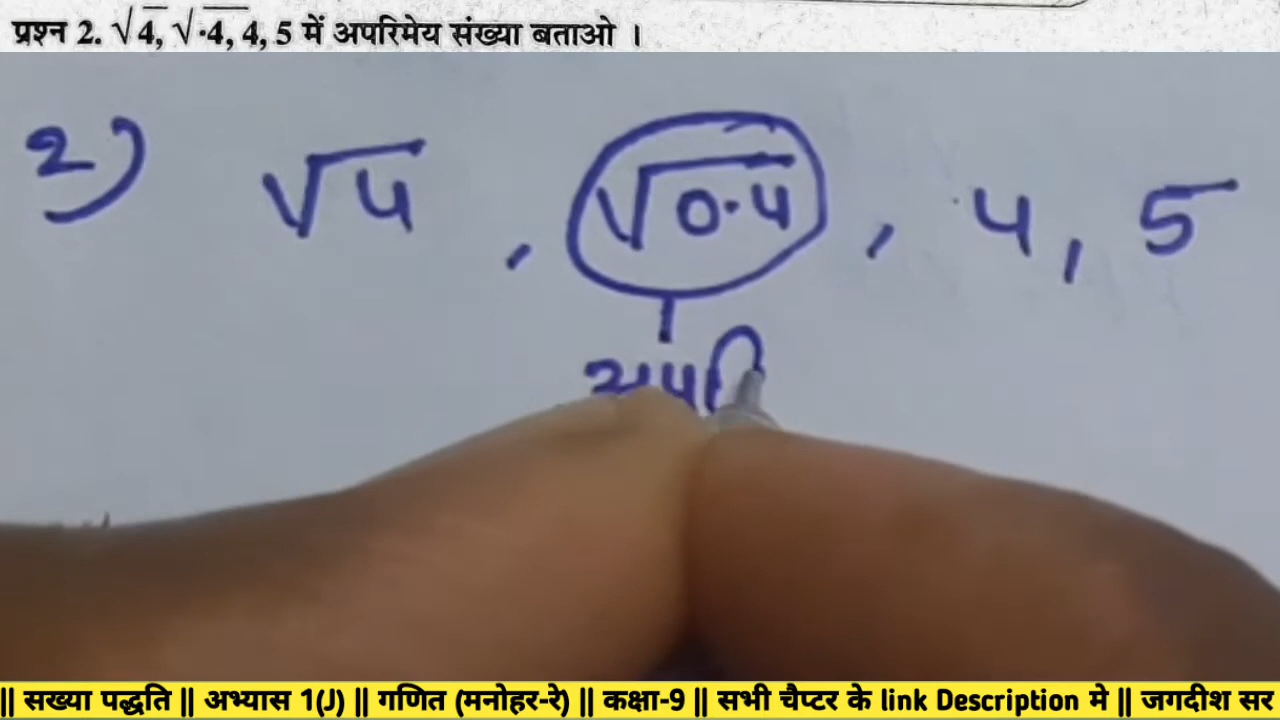 प्रश्न 2. √4, √·4, 4, 5 में अपरिमेय संख्या बताओ ।
2) √4 , √0·4 , 4 , 5
अपरि
|| सख्या पद्धति || अभ्यास 1(J) || गणित (मनोहर-रे) || कक्षा-9 || सभी चैप्टर के link Description मे || जगदीश सर